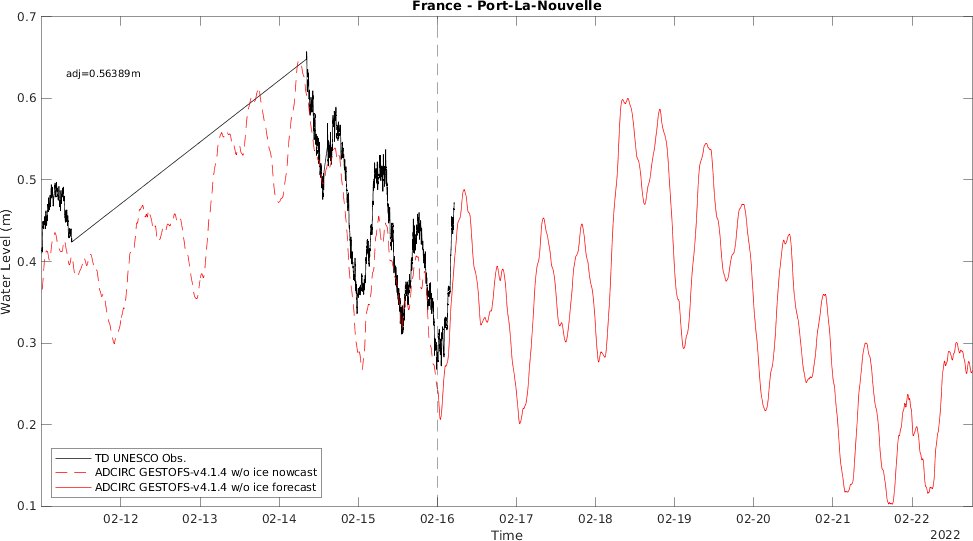 France - Port-La-Nouvelle
0.7
0.6
0.5
0.4
0.3
0.2
0.1
Water Level (m)
adj=0.56389m
TD UNESCO Obs.
ADCIRC GESTOFS-v4.1.4 w/o ice nowcast
ADCIRC GESTOFS-v4.1.4 w/o ice forecast
02-12 02-13 02-14 02-15 02-16 02-17 02-18 02-19 02-20 02-21 02-22
Time
2022